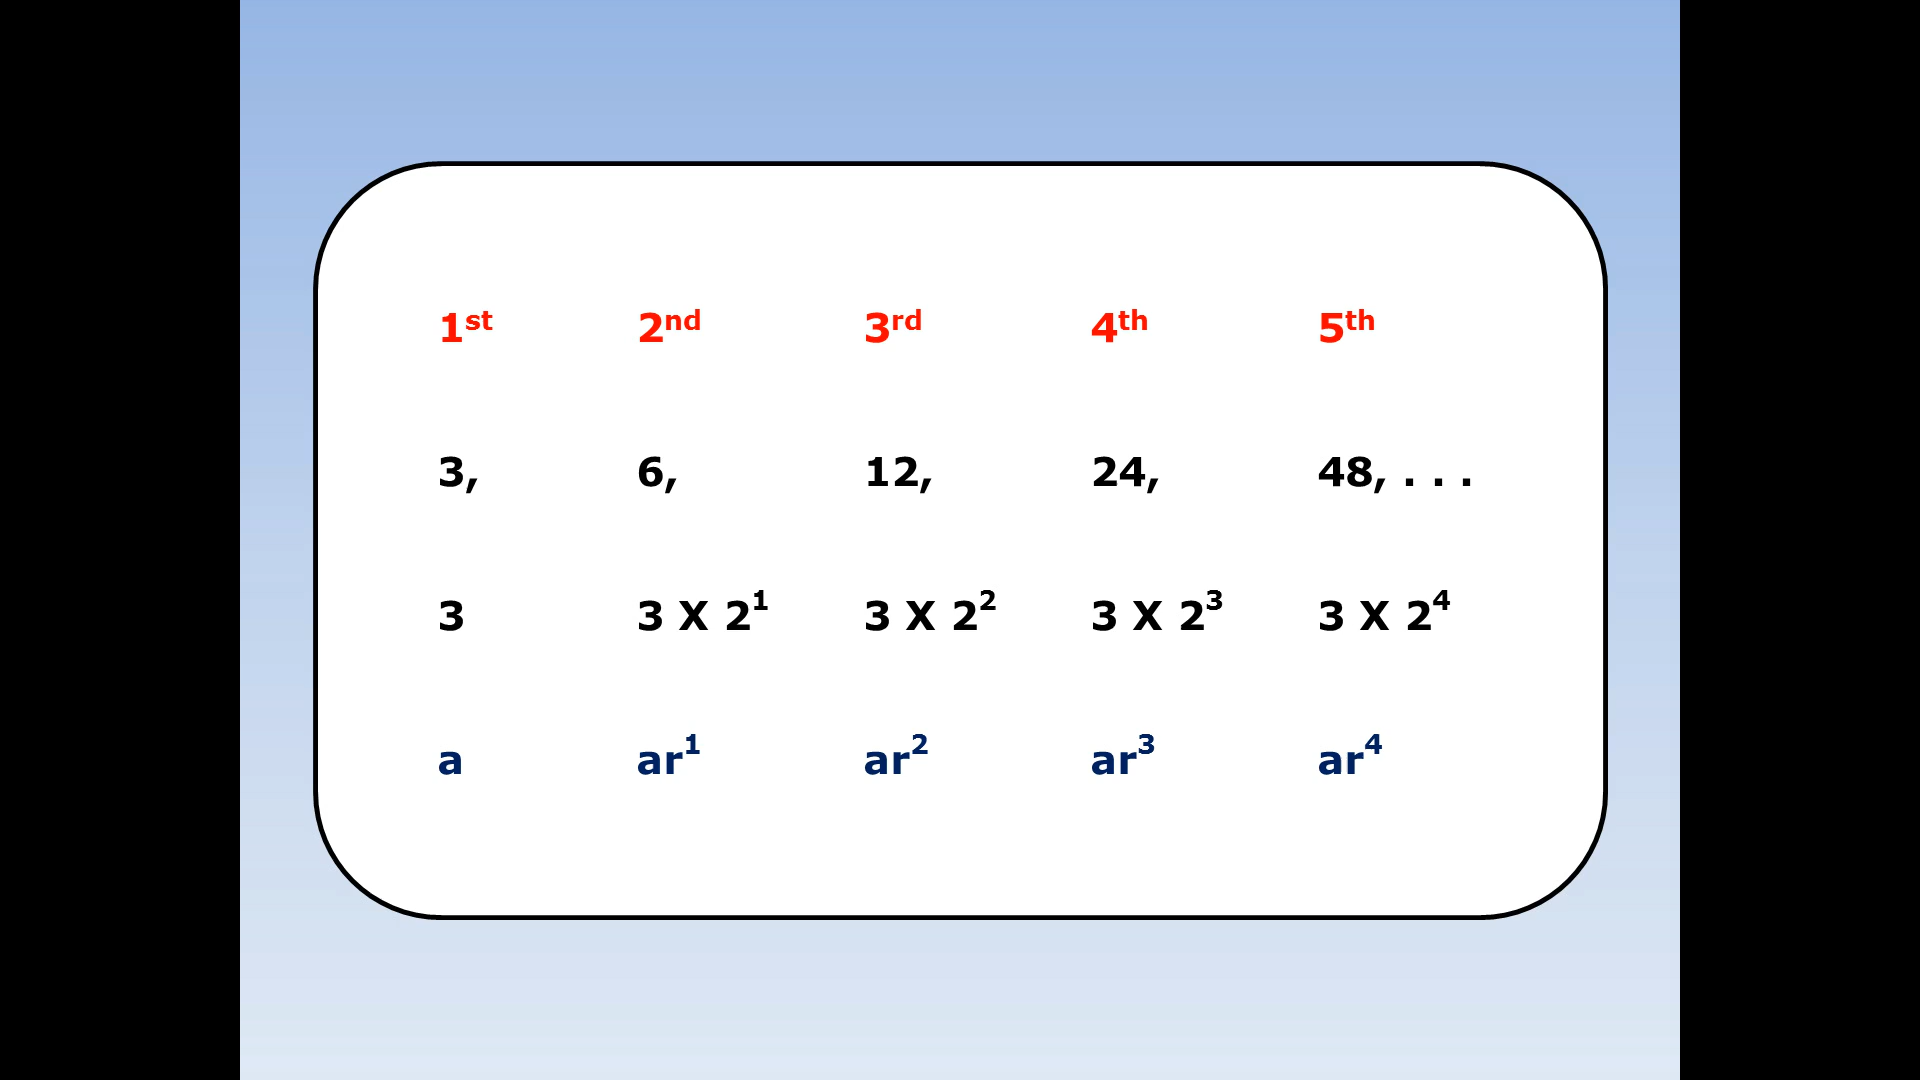 1st 2nd 3rd 4th 5th
3, 6, 12, 24, 48, . . .
3 3 X 2¹ 3 X 2² 3 X 2³ 3 X 2⁴
a ar¹ ar² ar³ ar⁴